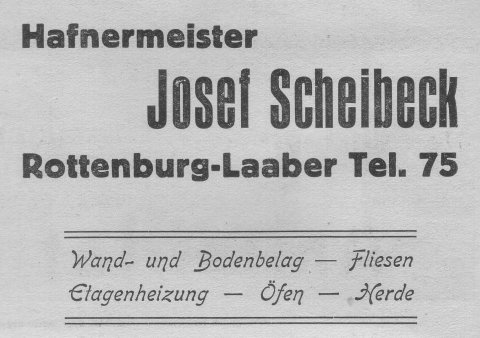 Hafnermeister
Josef Scheibeck
Rottenburg-Laaber Tel. 75
Wand- und Bodenbelag — Fliesen
Etagenheizung — Öfen — Herde